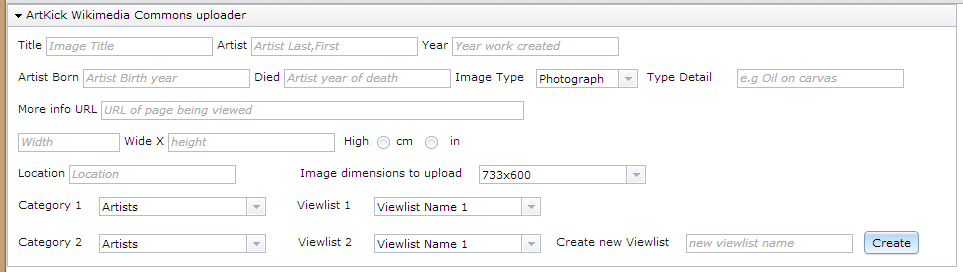 ArtKick Wikimedia Commons uploader
Title Image Title Artist Artist Last,First Year Year work created
Artist Born Artist Birth year Died Artist year of death Image Type Photograph Type Detail e.g Oil on canvas
More info URL URL of page being viewed
Width Wide X height High cm in
Location Location Image dimensions to upload 733x600
Category 1 Artists Viewlist 1 Viewlist Name 1
Category 2 Artists Viewlist 2 Viewlist Name 1 Create new Viewlist new viewlist name Create